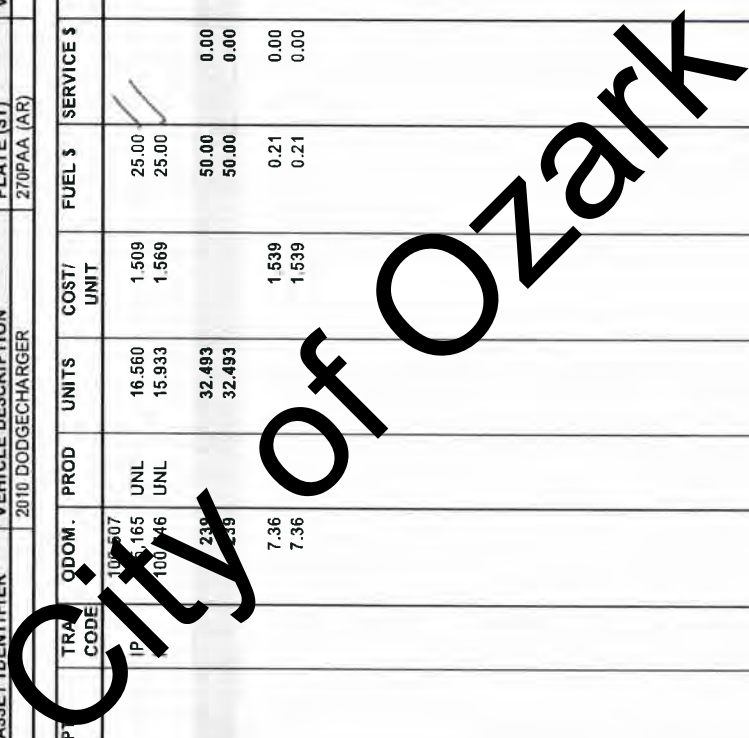 ASSET IDENTIFIER VEHICLE DESCRIPTION PLATE (ST)
2010 DODGECHARGER 270PAA (AR)
CODE ODOM. PROD UNITS COST/ UNIT FUEL $ SERVICE $
IP UNL 16.560 1.509 25.00
UNL 15.933 1.569 25.00
239 32.493 50.00 0.00
32.493 50.00 0.00
7.36 1.539 0.21 0.00
7.36 1.539 0.21 0.00
City of Ozark